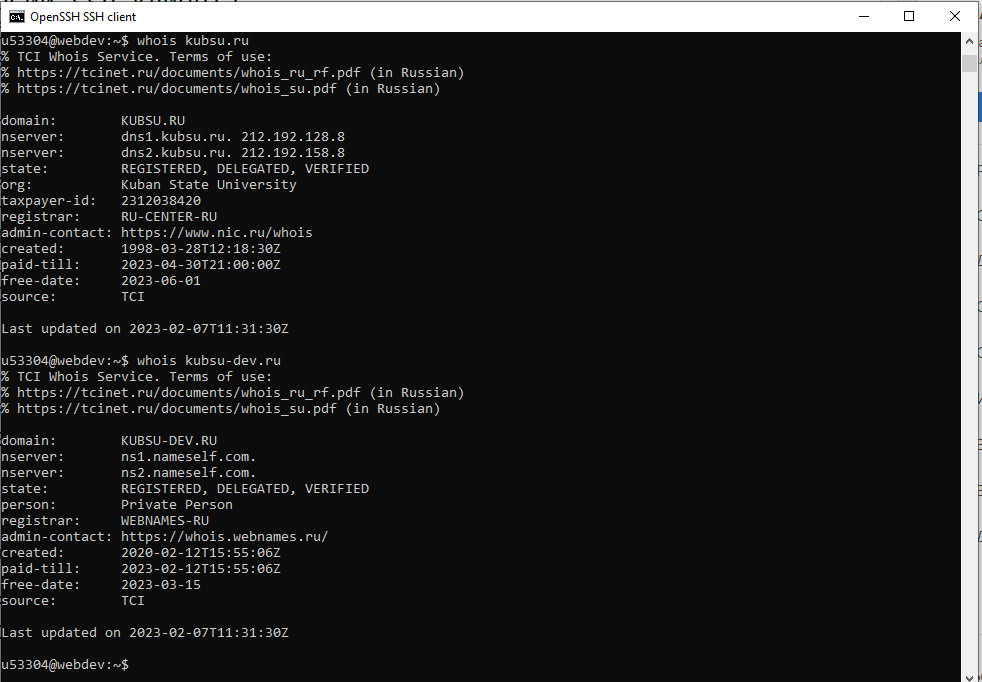 OpenSSH SSH client
u53304@webdev:~$ whois kubsu.ru
% TCI Whois Service. Terms of use:
% https://tcinet.ru/documents/whois_ru_rf.pdf (in Russian)
% https://tcinet.ru/documents/whois_su.pdf (in Russian)
domain: KUBSU.RU
nserver: dns1.kubsu.ru. 212.192.128.8
nserver: dns2.kubsu.ru. 212.192.158.8
state: REGISTERED, DELEGATED, VERIFIED
org: Kuban State University
taxpayer-id: 2312038420
registrar: RU-CENTER-RU
admin-contact: https://www.nic.ru/whois
created: 1998-03-28T12:18:30Z
paid-till: 2023-04-30T21:00:00Z
free-date: 2023-06-01
source: TCI
Last updated on 2023-02-07T11:31:30Z
u53304@webdev:~$ whois kubsu-dev.ru
% TCI Whois Service. Terms of use:
% https://tcinet.ru/documents/whois_ru_rf.pdf (in Russian)
% https://tcinet.ru/documents/whois_su.pdf (in Russian)
domain: KUBSU-DEV.RU
nserver: ns1.nameself.com.
nserver: ns2.nameself.com.
state: REGISTERED, DELEGATED, VERIFIED
person: Private Person
registrar: WEBNAMES-RU
admin-contact: https://whois.webnames.ru/
created: 2020-02-12T15:55:06Z
paid-till: 2023-02-12T15:55:06Z
free-date: 2023-03-15
source: TCI
Last updated on 2023-02-07T11:31:30Z
u53304@webdev:~$